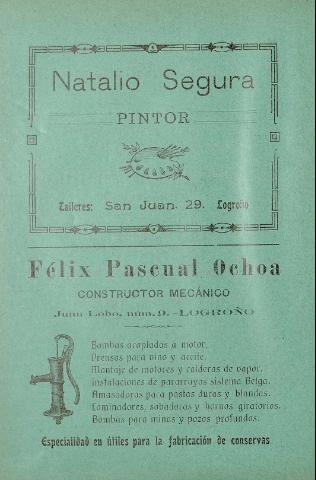 Natalio Segura
PINTOR
Talleres: San Juan. 29. Logroño
Félix Pascual Ochoa
CONSTRUCTOR MECÁNICO
Juan Lobo, núm. 9.-LOGROÑO
Bombas acopladas a motor.
Prensas para vino y aceite.
Montaje de motores y calderas de vapor.
Instalaciones de pararrayos sistema Belga.
Amasadoras para pastas duras y blandas.
Laminadores, sobadoras y hornos giratorios.
Bombas para minas y pozos profundos.
Especialidad en útiles para la fabricación de conservas